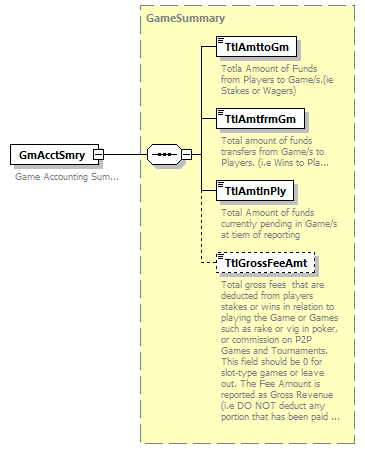 GameSummary
TtlAmttoGm
Totla Amount of Funds
from Players to Game/s.(ie
Stakes or Wagers)
TtlAmtfrmGm
Total amount of funds
transfers from Game/s to
Players. (i.e Wins to Pla...
GmAcctSmry
Game Accounting Sum...
TtlAmtInPly
Total Amount of funds
currently pending in Game/s
at tiem of reporting
TtlGrossFeeAmt
Total gross fees  that are
deducted from players
stakes or wins in relation to
playing the Game or Games
such as rake or vig in poker,
or commission on P2P
Games and Tournaments.
This field should be 0 for
slot-type games or leave
out. The Fee Amount is
reported as Gross Revenue
(i.e DO NOT deduct any
portion that has been paid ...